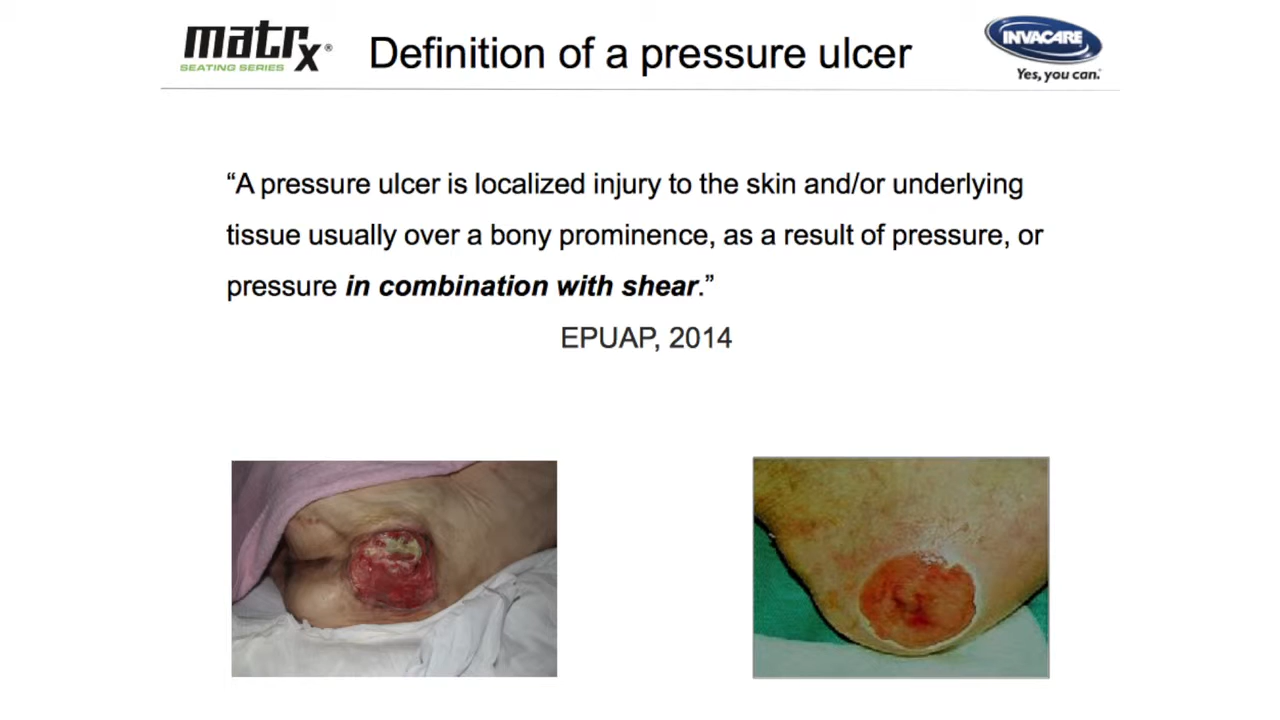 matrx®
SEATING SERIES
Definition of a pressure ulcer
INVACARE
Yes, you can.™
“A pressure ulcer is localized injury to the skin and/or underlying
tissue usually over a bony prominence, as a result of pressure, or
pressure in combination with shear.”
EPUAP, 2014